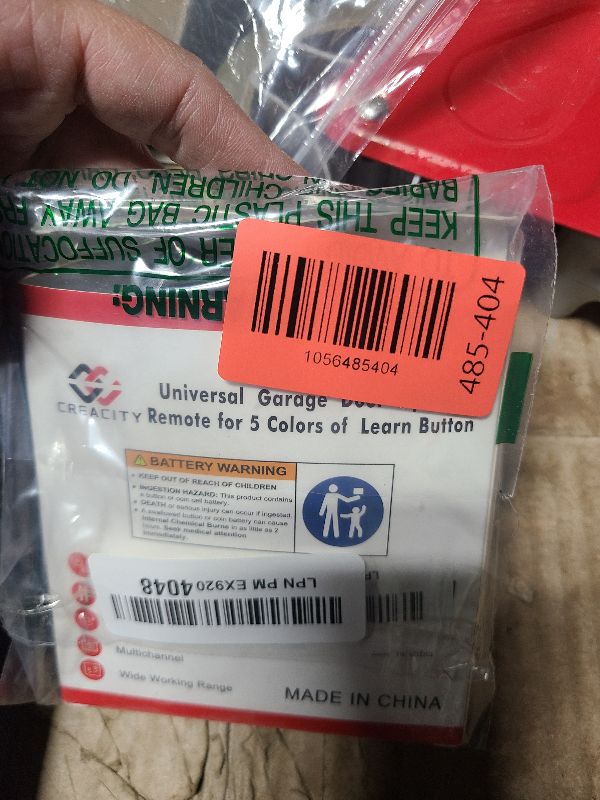 BABIES
CHILDREN. DO NOT
KEEP THIS PLASTIC BAG AWAY
OF SUFFOCATION
1056485404
485-404
CREACITY
Universal Garage
Remote for 5 Colors of Learn Button
BATTERY WARNING
• KEEP OUT OF REACH OF CHILDREN
• INGESTION HAZARD: This product contains
a button or coin cell battery.
• DEATH or serious injury can occur if ingested.
• A swallowed button or coin battery can cause
Internal Chemical Burns in as little as 2
hours. Seek medical attention
immediately.
LPN PM EX920 4048
Multichannel
Wide Working Range
MADE IN CHINA